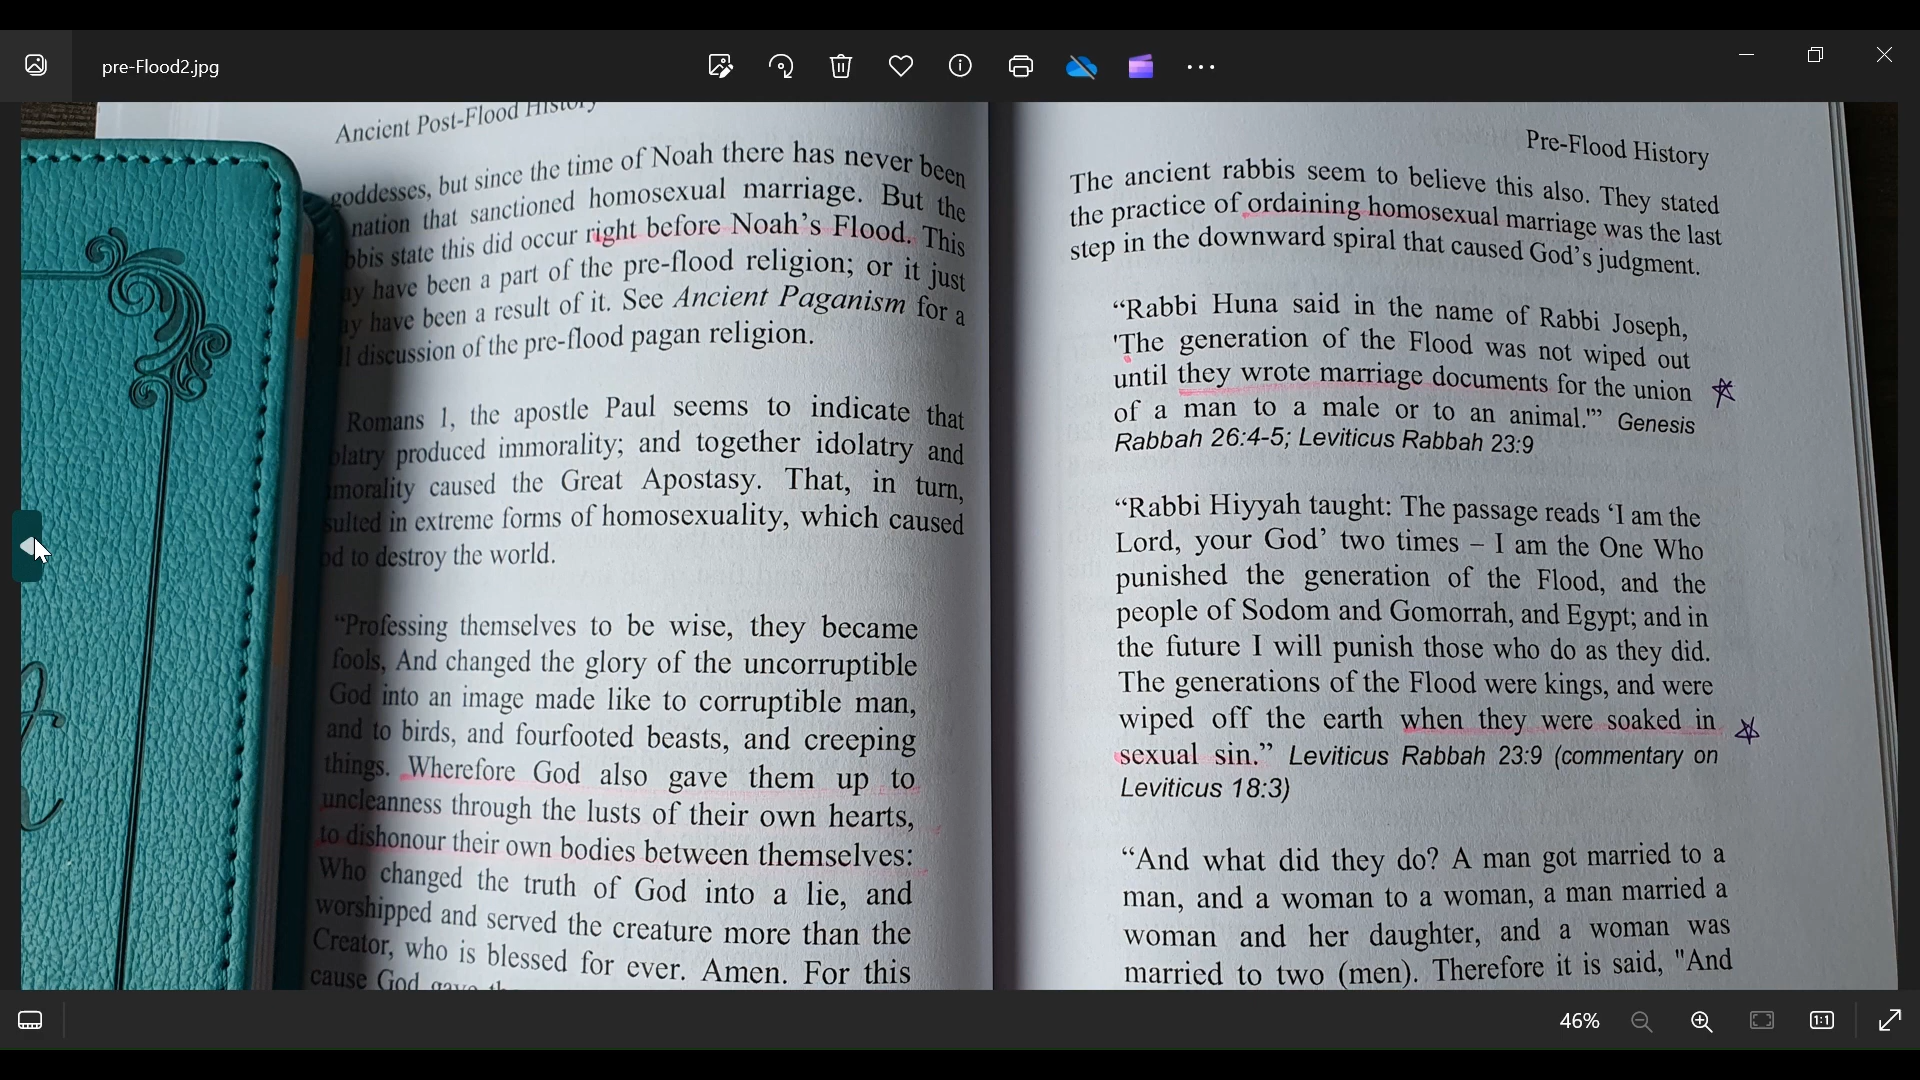 pre-Flood2.jpg
Ancient Post-Flood History
goddesses, but since the time of Noah there has never been
nation that sanctioned homosexual marriage. But the
bbis state this did occur right before Noah's Flood. This
ay have been a part of the pre-flood religion; or it just
ay have been a result of it. See Ancient Paganism for a
ll discussion of the pre-flood pagan religion.
Romans 1, the apostle Paul seems to indicate that
olatry produced immorality; and together idolatry and
morality caused the Great Apostasy. That, in turn,
sulted in extreme forms of homosexuality, which caused
od to destroy the world.
“Professing themselves to be wise, they became
fools, And changed the glory of the uncorruptible
God into an image made like to corruptible man,
and to birds, and fourfooted beasts, and creeping
things. Wherefore God also gave them up to
uncleanness through the lusts of their own hearts,
to dishonour their own bodies between themselves:
Who changed the truth of God into a lie, and
worshipped and served the creature more than the
Creator, who is blessed for ever. Amen. For this
cause God gave
Pre-Flood History
The ancient rabbis seem to believe this also. They stated
the practice of ordaining homosexual marriage was the last
step in the downward spiral that caused God's judgment.
“Rabbi Huna said in the name of Rabbi Joseph,
'The generation of the Flood was not wiped out
until they wrote marriage documents for the union
of a man to a male or to an animal.'” Genesis
Rabbah 26:4-5; Leviticus Rabbah 23:9
“Rabbi Hiyyah taught: The passage reads ‘I am the
Lord, your God’ two times – I am the One Who
punished the generation of the Flood, and the
people of Sodom and Gomorrah, and Egypt; and in
the future I will punish those who do as they did.
The generations of the Flood were kings, and were
wiped off the earth when they were soaked in
sexual sin.” Leviticus Rabbah 23:9 (commentary on
Leviticus 18:3)
“And what did they do? A man got married to a
man, and a woman to a woman, a man married a
woman and her daughter, and a woman was
married to two (men). Therefore it is said, "And
46%
1:1